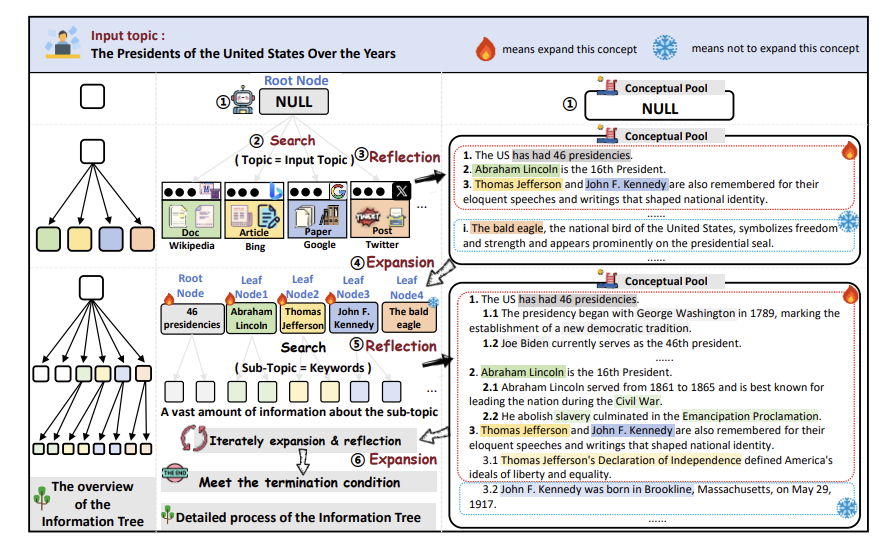 Input topic :
The Presidents of the United States Over the Years
means expand this concept
means not to expand this concept
Root Node
①
NULL
② Search
( Topic = Input Topic )
③Reflection
Doc
Article
Paper
Post
Wikipedia
Bing
Google
Twitter
...
④ Expansion
Root
Node
Leaf
Node1
Leaf
Node2
Leaf
Node3
Leaf
Node4
46
presidencies
Abraham
Lincoln
Thomas
Jefferson
John F.
Kennedy
The bald
eagle
Search
⑤ Reflection
( Sub-Topic = Keywords )
...
A vast amount of information about the sub-topic
Iterately expansion & reflection
⑥ Expansion
THE END
Meet the termination condition
Detailed process of the Information Tree
The overview
of the
Information Tree
①
Conceptual Pool
NULL
Conceptual Pool
1. The US has had 46 presidencies.
2. Abraham Lincoln is the 16th President.
3. Thomas Jefferson and John F. Kennedy are also remembered for their
eloquent speeches and writings that shaped national identity.
......
i. The bald eagle, the national bird of the United States, symbolizes freedom
and strength and appears prominently on the presidential seal.
......
Conceptual Pool
1. The US has had 46 presidencies.
1.1 The presidency began with George Washington in 1789, marking the
establishment of a new democratic tradition.
1.2 Joe Biden currently serves as the 46th president.
......
2. Abraham Lincoln is the 16th President.
2.1 Abraham Lincoln served from 1861 to 1865 and is best known for
leading the nation during the Civil War.
2.2 He abolish slavery culminated in the Emancipation Proclamation.
3. Thomas Jefferson and John F. Kennedy are also remembered for their
eloquent speeches and writings that shaped national identity.
3.1 Thomas Jefferson's Declaration of Independence defined America's
ideals of liberty and equality.
3.2 John F. Kennedy was born in Brookline, Massachusetts, on May 29,
1917.
......